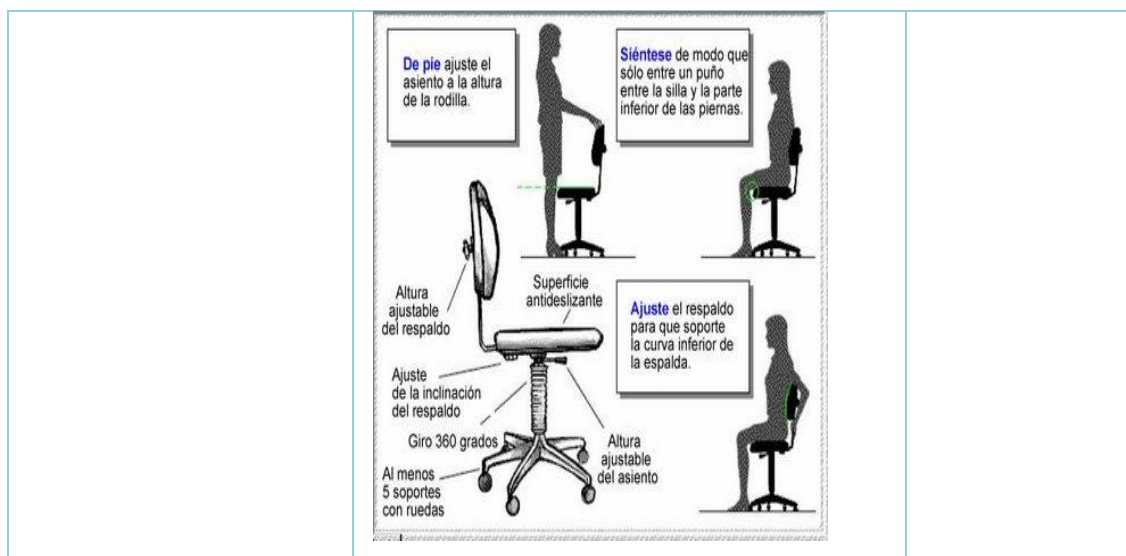 De pie ajuste el
asiento a la altura
de la rodilla.
Siéntese de modo que
sólo entre un puño
entre la silla y la parte
inferior de las piernas.
Altura
ajustable
del respaldo
Superficie
antideslizante
Ajuste el respaldo
para que soporte
la curva inferior de
la espalda.
Ajuste
de la inclinación
del respaldo
Giro 360 grados
Altura
ajustable
del asiento
Al menos
5 soportes
con ruedas